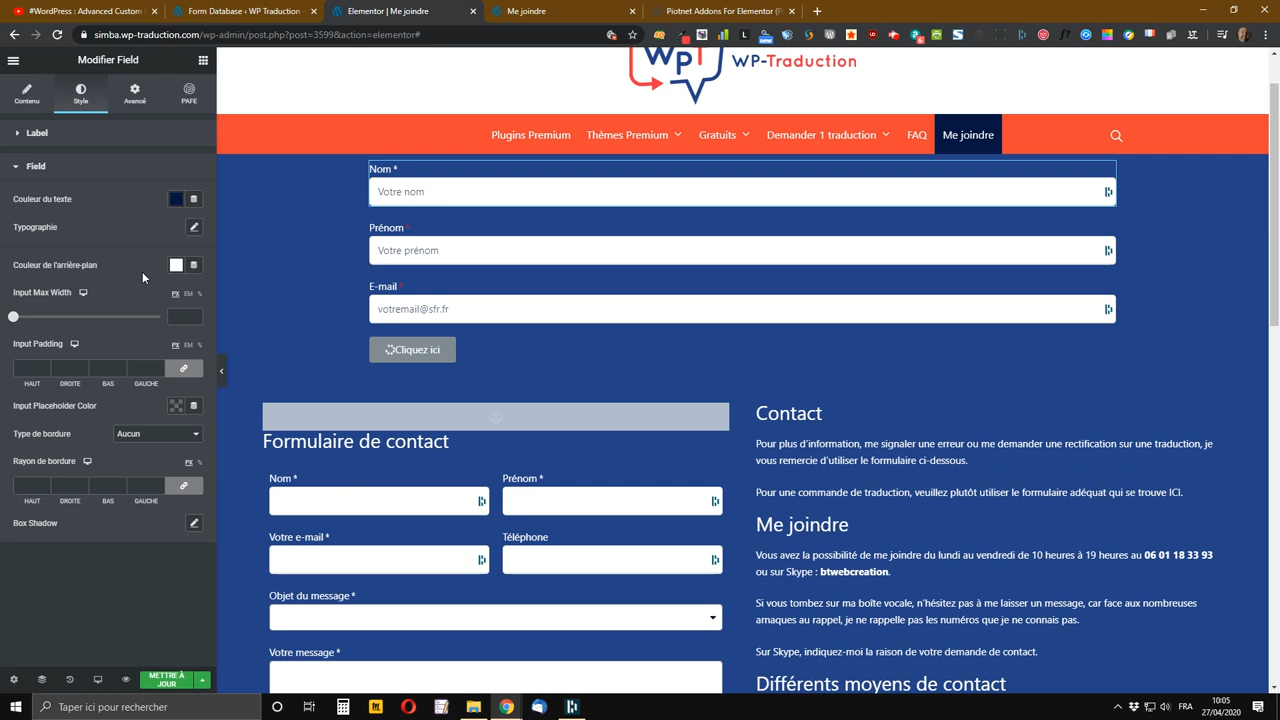 #WordPress : Annonce
Elementor | Me joindre
Me joindre
Elementor Pro
simba.wp-traduction.com/wp-admin/post.php?post=3599&action=elementor#
Modifier Field
Contenu
Style
Avancé
PAFE
Label
Field
Couleur du texte
Typographie
Couleur de l'arrière-plan
Input Max Width
PX EM %
Input Padding
PX EM %
HAUT DROITE BAS GAUCHE
Input Placeholder Color
Type de bordure
Aucun
Rayon de bordure
PX %
HAUT DROITE BAS GAUCHE
Box Shadow
METTRE À JOUR
WP-Traduction
Plugins Premium
Thèmes Premium
Gratuits
Demander 1 traduction
FAQ
Me joindre
Nom *
Votre nom
Prénom *
Votre prénom
E-mail *
votremail@sfr.fr
Cliquez ici
Formulaire de contact
Nom *
Prénom *
Votre e-mail *
Téléphone
Objet du message *
Votre message *
Contact
Pour plus d'information, me signaler une erreur ou me demander une rectification sur une traduction, je
vous remercie d'utiliser le formulaire ci-dessous.
Pour une commande de traduction, veuillez plutôt utiliser le formulaire adéquat qui se trouve ICI.
Me joindre
Vous avez la possibilité de me joindre du lundi au vendredi de 10 heures à 19 heures au 06 01 18 33 93
ou sur Skype : btwebcreation.
Si vous tombez sur ma boîte vocale, n'hésitez pas à me laisser un message, car face aux nombreuses
arnaques au rappel, je ne rappelle pas les numéros que je ne connais pas.
Sur Skype, indiquez-moi la raison de votre demande de contact.
Différents moyens de contact
Taper ici pour rechercher
FRA
10:05
27/04/2020